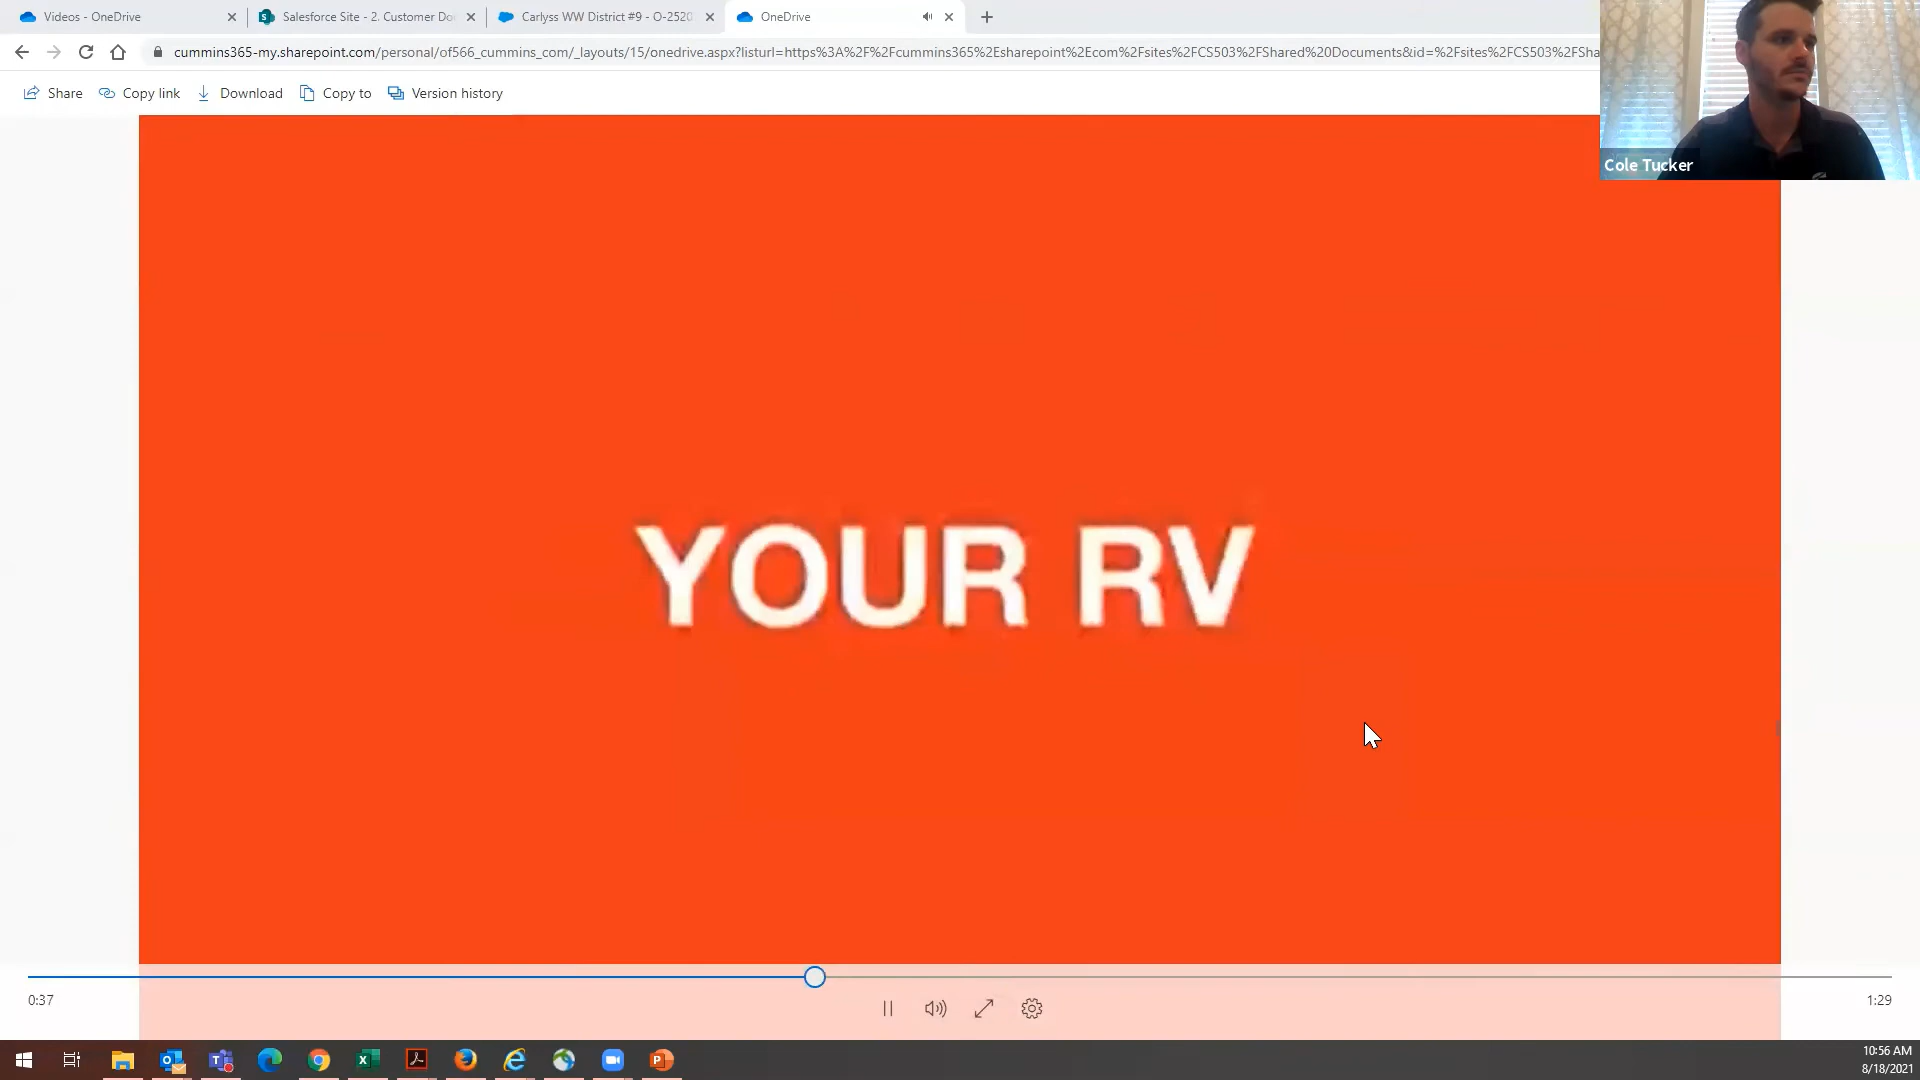 Videos - OneDrive
Salesforce Site - 2. Customer Do
Carlyss WW District #9 - O-2520
OneDrive
cummins365-my.sharepoint.com/personal/of566_cummins_com/_layouts/15/onedrive.aspx?listurl=https%3A%2F%2Fcummins365%2Esharepoint%2Ecom%2Fsites%2FCS503%2FShared%20Documents&id=%2Fsites%2FCS503%2FSha
Share
Copy link
Download
Copy to
Version history
Cole Tucker
YOUR RV
0:37
1:29
10:56 AM
8/18/2021